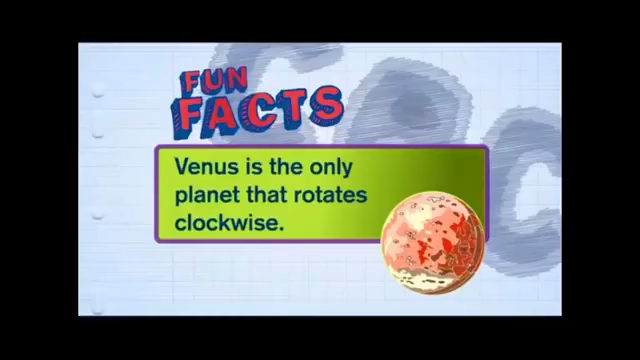 FUN
FACTS
Venus is the only
planet that rotates
clockwise.